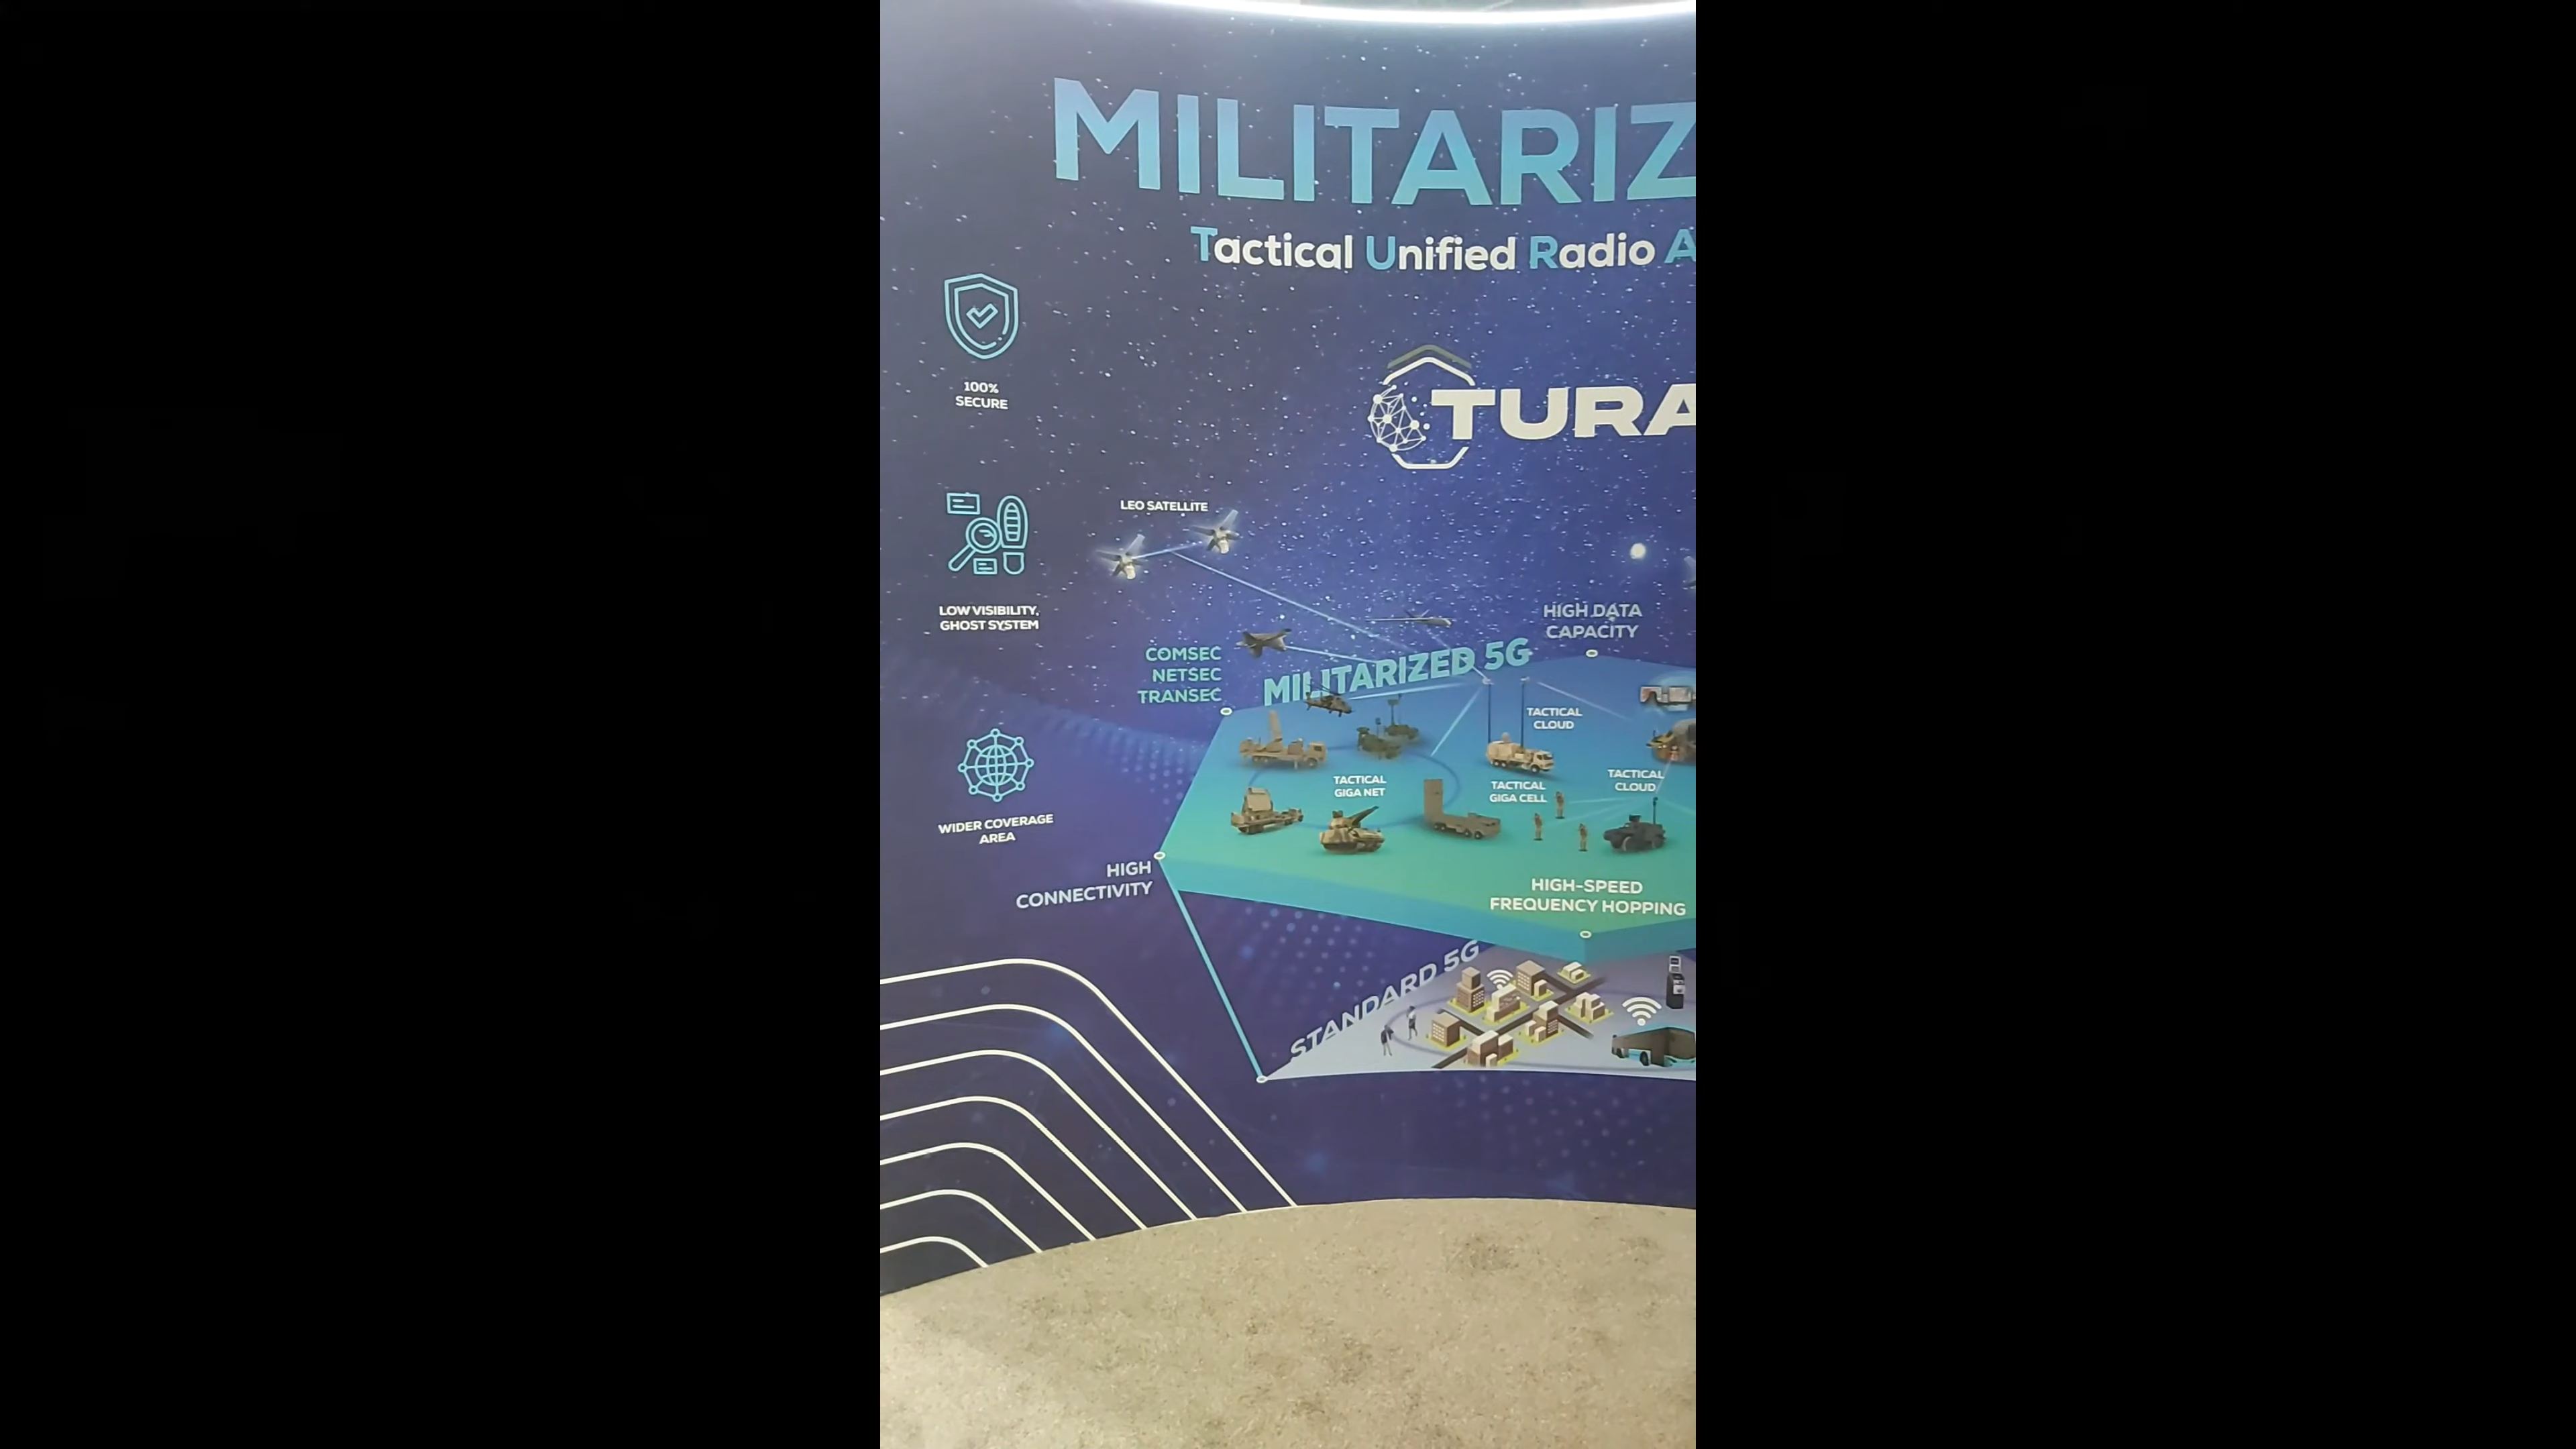 MILITARIZ
Tactical Unified Radio A
TURA
100%
SECURE
LEO SATELLITE
LOW VISIBILITY,
GHOST SYSTEM
HIGH DATA
CAPACITY
COMSEC
NETSEC
TRANSEC
MILITARIZED 5G
TACTICAL
CLOUD
TACTICAL
GIGA NET
TACTICAL
GIGA CELL
TACTICAL
CLOUD
WIDER COVERAGE
AREA
HIGH
CONNECTIVITY
HIGH-SPEED
FREQUENCY HOPPING
STANDARD 5G